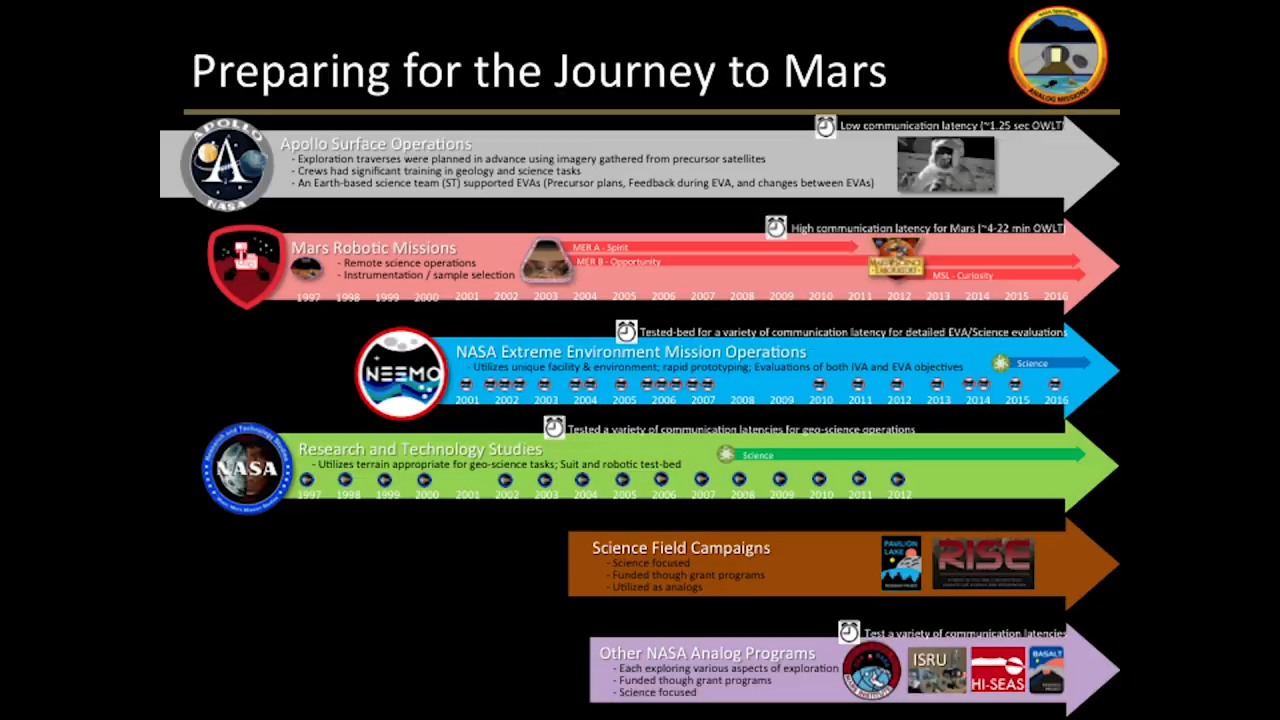 Preparing for the Journey to Mars
ANALOG MISSIONS
Low communication latency (~1.25 sec OWLT)
APOLLO
NASA
Apollo Surface Operations
- Exploration traverses were planned in advance using imagery gathered from precursor satellites
- Crews had significant training in geology and science tasks
- An Earth-based science team (ST) supported EVAs (Precursor plans, Feedback during EVA, and changes between EVAs)
High communication latency for Mars (~4-22 min OWLT)
Mars Robotic Missions
- Remote science operations
- Instrumentation / sample selection
MER A - Spirit
MER B - Opportunity
MARS SCIENCE
LABORATORY
MSL - Curiosity
1997 1998 1999 2000 2001 2002 2003 2004 2005 2006 2007 2008 2009 2010 2011 2012 2013 2014 2015 2016
Tested-bed for a variety of communication latency for detailed EVA/Science evaluations
NEEMO
NASA Extreme Environment Mission Operations
- Utilizes unique facility & environment; rapid prototyping; Evaluations of both IVA and EVA objectives
Science
2001 2002 2003 2004 2005 2006 2007 2008 2009 2010 2011 2012 2013 2014 2015 2016
Tested a variety of communication latencies for geo-science operations
NASA
Research and Technology Studies
- Utilizes terrain appropriate for geo-science tasks; Suit and robotic test-bed
Science
1997 1998 1999 2000 2001 2002 2003 2004 2005 2006 2007 2008 2009 2010 2011 2012
Science Field Campaigns
- Science focused
- Funded though grant programs
- Utilized as analogs
PAVILION
LAKE
RISE
Test a variety of communication latencies
Other NASA Analog Programs
- Each exploring various aspects of exploration
- Funded though grant programs
- Science focused
ISRU
HI-SEAS
BASALT